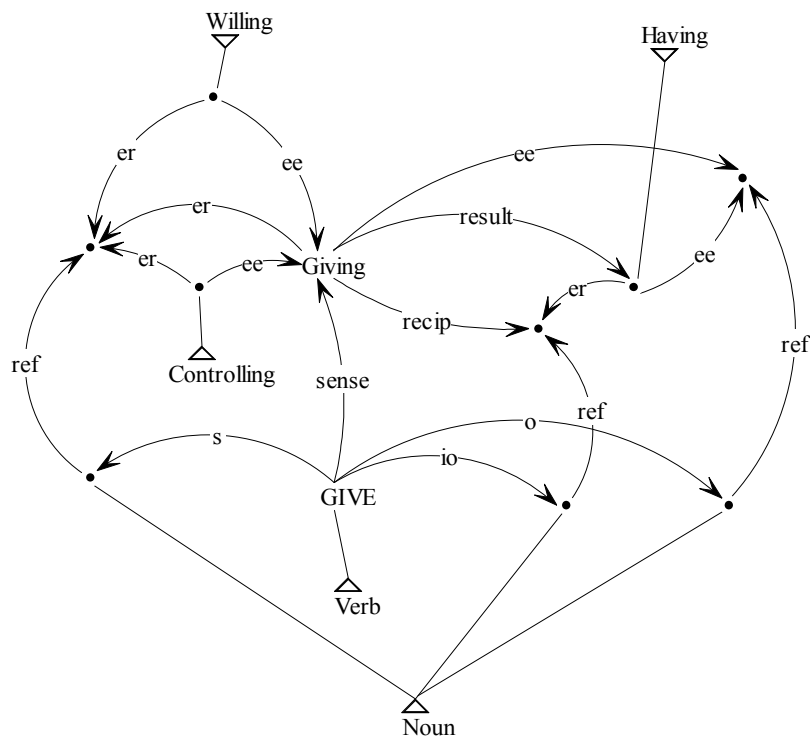 Willing
Having
er
ee
ee
er
result
er
ee
Giving
er
ee
recip
ref
Controlling
sense
ref
ref
s
io
o
GIVE
Verb
Noun